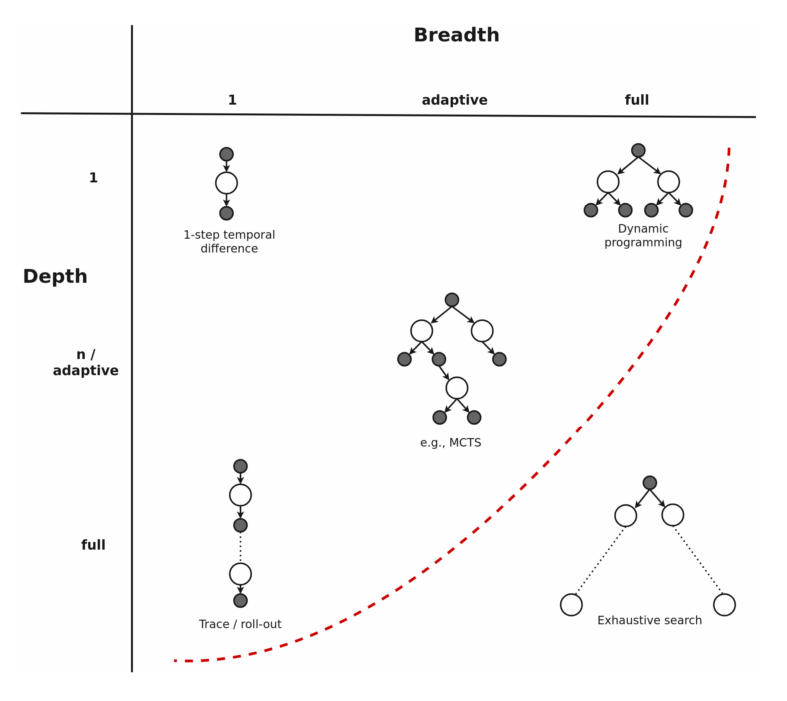 Breadth
1
adaptive
full
1
1-step temporal
difference
Dynamic
programming
Depth
n /
adaptive
e.g., MCTS
full
Trace / roll-out
Exhaustive search